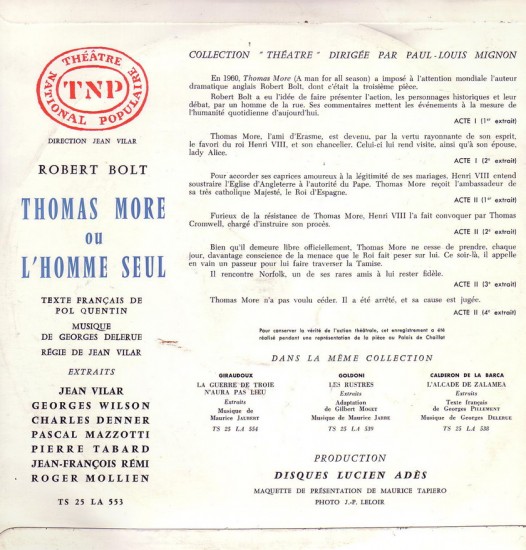 THÉÂTRE
NATIONAL
POPULAIRE
TNP
DIRECTION JEAN VILAR
ROBERT BOLT
THOMAS MORE
ou
L'HOMME SEUL
TEXTE FRANÇAIS DE
POL QUENTIN
MUSIQUE
DE GEORGES DELERUE
RÉGIE DE JEAN VILAR
EXTRAITS
JEAN VILAR
GEORGES WILSON
CHARLES DENNER
PASCAL MAZZOTTI
PIERRE TABARD
JEAN-FRANÇOIS RÉMI
ROGER MOLLIEN
TS 25 LA 553
COLLECTION "THÉATRE" DIRIGÉE PAR PAUL-LOUIS MIGNON
En 1960, Thomas More (A man for all season) a imposé à l'attention mondiale l'auteur
dramatique anglais Robert Bolt, dont c'était la troisième pièce.
Robert Bolt a eu l'idée de faire présenter l'action, les personnages historiques et leur
débat, par un homme de la rue. Ses commentaires mettent les événements à la mesure de
l'humanité quotidienne d'aujourd'hui.
ACTE I (1er extrait)
Thomas More, l'ami d'Erasme, est devenu, par la vertu rayonnante de son esprit,
le favori du roi Henri VIII, et son chancelier. Celui-ci lui rend visite, ainsi qu'à son épouse,
lady Alice.
ACTE I (2e extrait)
Pour accorder ses caprices amoureux à la légitimité de ses mariages, Henri VIII entend
soustraire l'Eglise d'Angleterre à l'autorité du Pape. Thomas More reçoit l'ambassadeur de
sa très catholique Majesté, le Roi d'Espagne.
ACTE II (1er extrait)
Furieux de la résistance de Thomas More, Henri VIII l'a fait convoquer par Thomas
Cromwell, chargé d'instruire son procès.
ACTE II (2e extrait)
Bien qu'il demeure libre officiellement, Thomas More ne cesse de prendre, chaque
jour, davantage conscience de la menace que le Roi fait peser sur lui. Ce soir-là, il appelle
en vain un passeur pour lui faire traverser la Tamise.
Il rencontre Norfolk, un de ses rares amis à lui rester fidèle.
ACTE II (3e extrait)
Thomas More n'a pas voulu céder. Il a été arrêté, et sa cause est jugée.
ACTE II (4e extrait)
Pour conserver la vérité de l'action théâtrale, cet enregistrement a été
réalisé pendant une représentation de la pièce au Palais de Chaillot
DANS LA MÊME COLLECTION
GIRAUDOUX
LA GUERRE DE TROIE
N'AURA PAS LIEU
Extraits
Musique de
Maurice JAUBERT
TS 25 LA 554
GOLDONI
LES RUSTRES
Extraits
Adaptation
de Gilbert MOGET
Musique de Maurice JARRE
TS 25 LA 539
CALDERON DE LA BARCA
L'ALCADE DE ZALAMEA
Extraits
Texte français
de Georges PILLEMENT
Musique de Georges DELERUE
TS 25 LA 538
PRODUCTION
DISQUES LUCIEN ADÈS
MAQUETTE DE PRÉSENTATION DE MAURICE TAPIERO
PHOTO J.-P. LELOIR